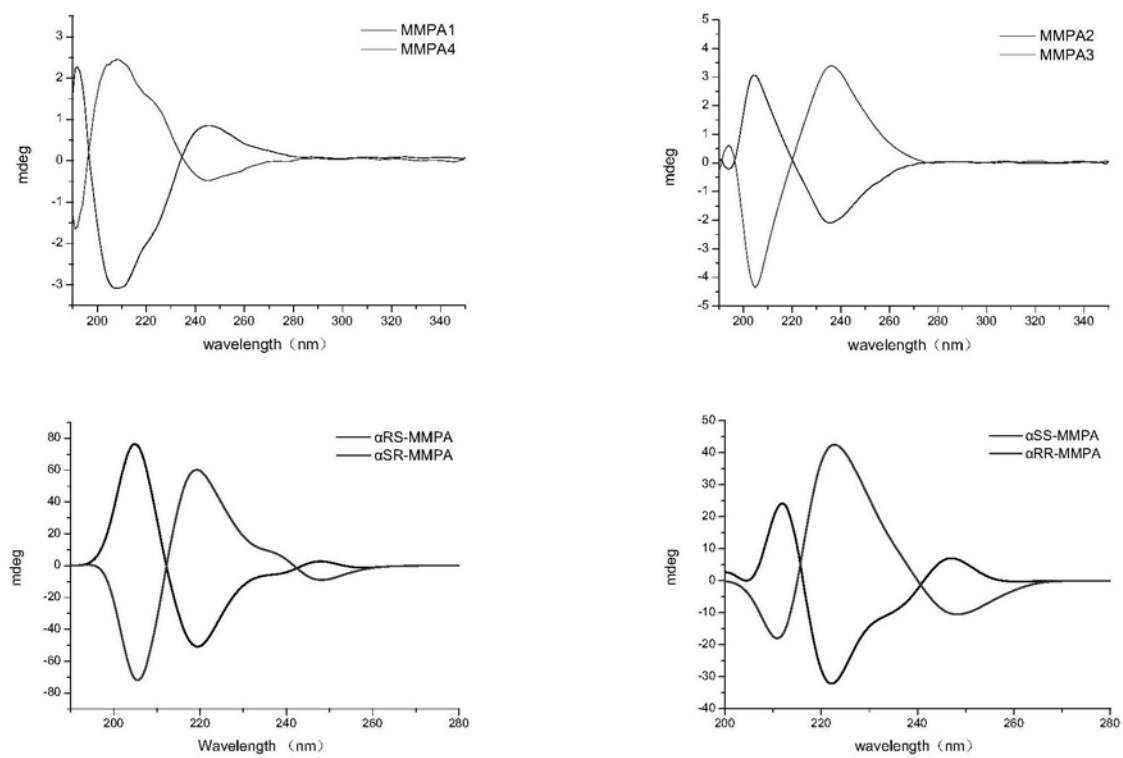 MMPA1
MMPA4
3
2
1
0
-1
-2
-3
mdeg
200 220 240 260 280 300 320 340
wavelength（nm）
MMPA2
MMPA3
5
4
3
2
1
0
-1
-2
-3
-4
-5
mdeg
200 220 240 260 280 300 320 340
wavelength（nm）
αRS-MMPA
αSR-MMPA
80
60
40
20
0
-20
-40
-60
-80
mdeg
200 220 240 260 280
Wavelength （nm）
αSS-MMPA
αRR-MMPA
50
40
30
20
10
0
-10
-20
-30
-40
mdeg
200 220 240 260 280
wavelength（nm）